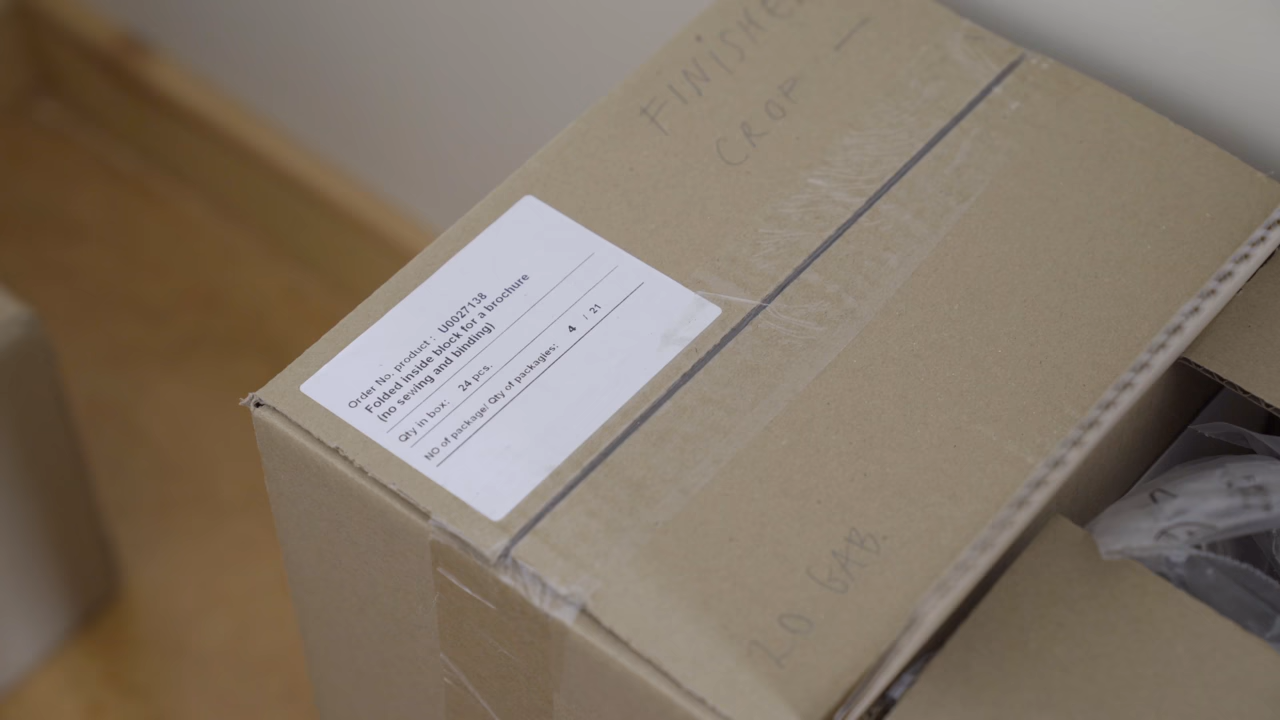 FINISHE
CROP —
Order No. product : U0027138
Folded inside block for a brochure
(no sewing and binding)
Qty in box: 24 pcs.
NO of package/ Qty of packagies: 4 / 21
20 GAB.